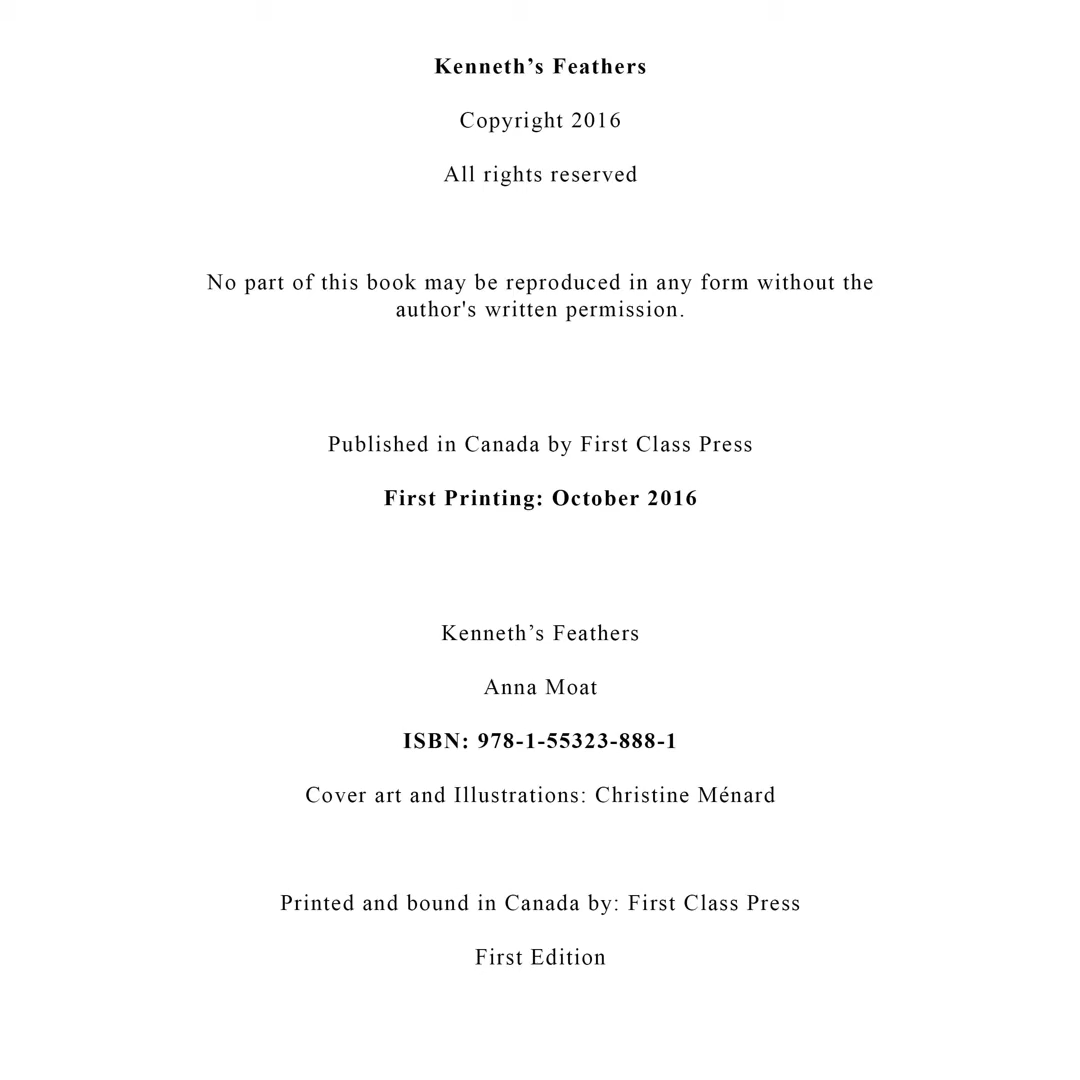 Kenneth’s Feathers
Copyright 2016
All rights reserved
No part of this book may be reproduced in any form without the
author's written permission.
Published in Canada by First Class Press
First Printing: October 2016
Kenneth’s Feathers
Anna Moat
ISBN: 978-1-55323-888-1
Cover art and Illustrations: Christine Ménard
Printed and bound in Canada by: First Class Press
First Edition